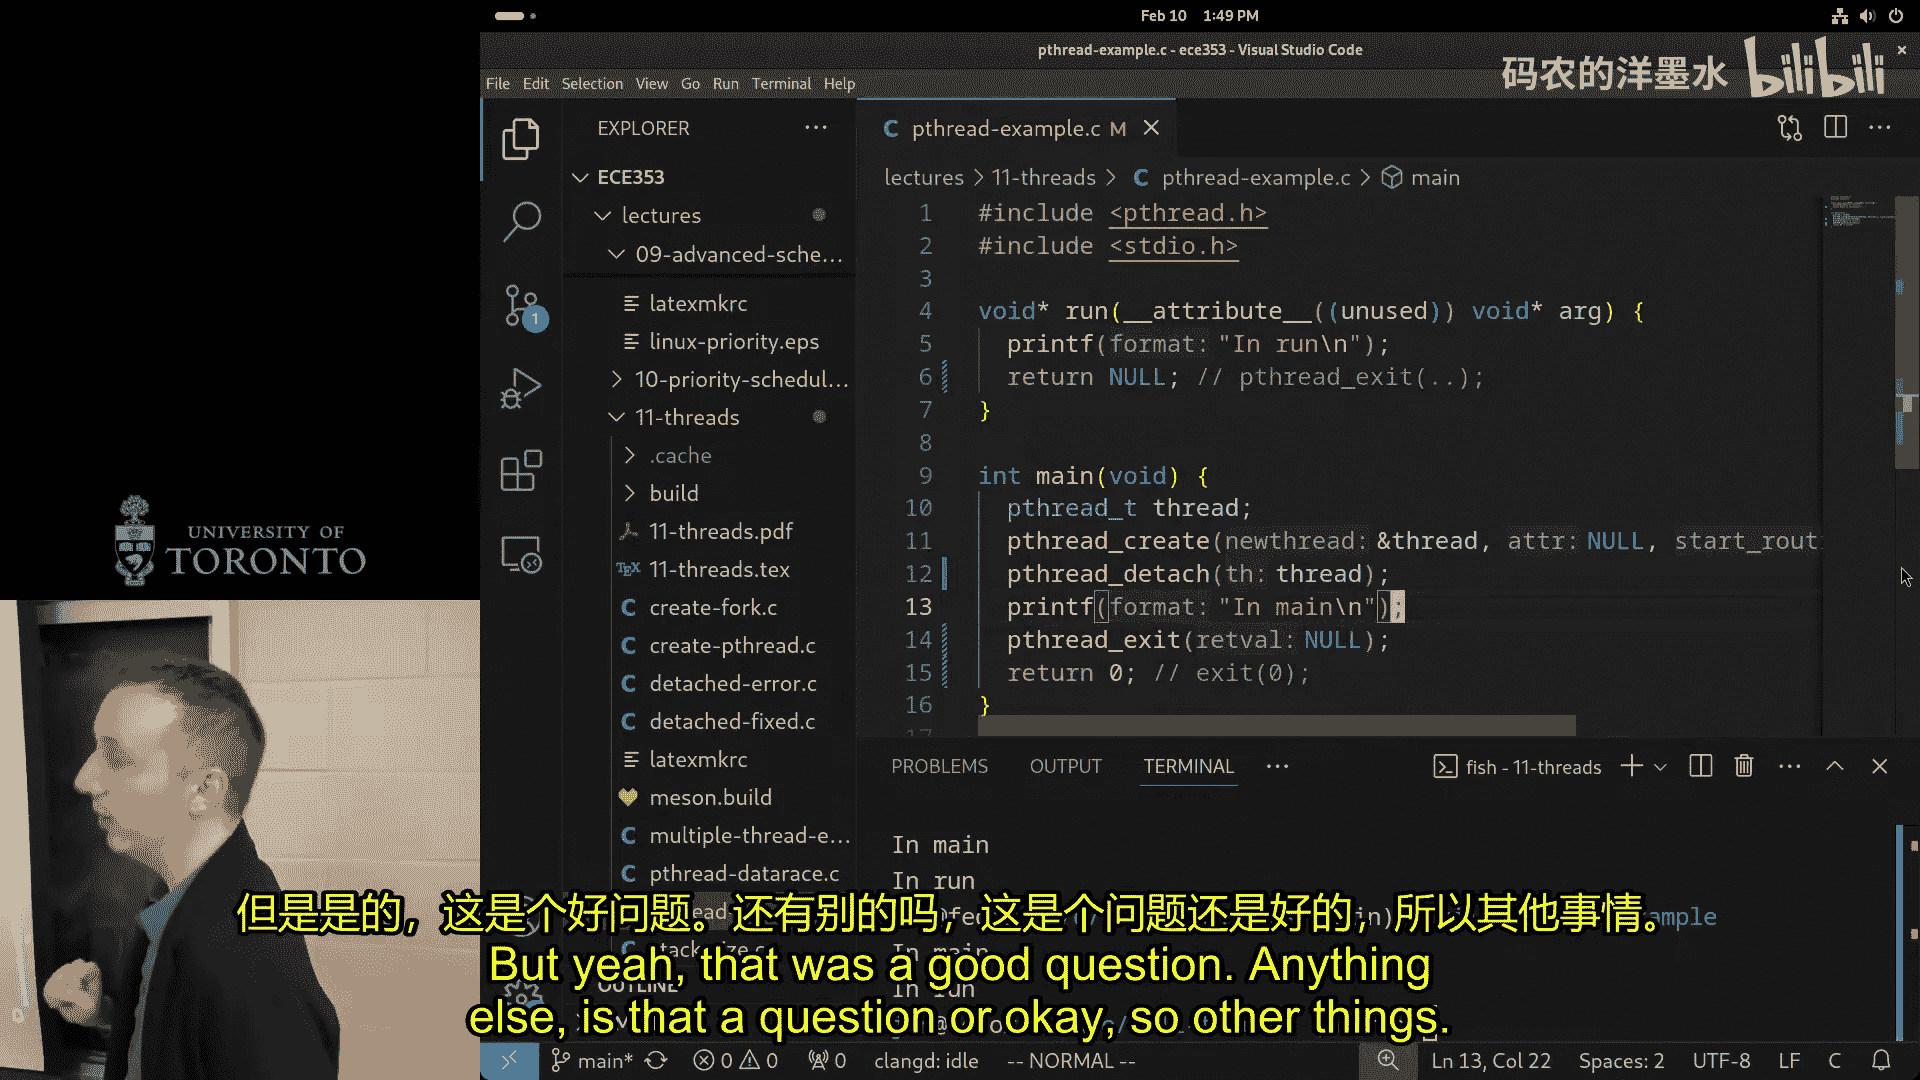 Feb 10 1:49 PM
pthread-example.c - ece353 - Visual Studio Code
码农的洋墨水 bilibili
File Edit Selection View Go Run Terminal Help
EXPLORER
ECE353
lectures
09-advanced-sche...
latexmkrc
linux-priority.eps
10-priority-schedul...
11-threads
.cache
build
11-threads.pdf
11-threads.tex
create-fork.c
create-pthread.c
detached-error.c
detached-fixed.c
latexmkrc
meson.build
multiple-thread-e...
pthread-datarace.c
OUTLINE
1
TEX
C pthread-example.c M
lectures > 11-threads > C pthread-example.c > main
1 #include <pthread.h>
2 #include <stdio.h>
3
4 void* run(__attribute__((unused)) void* arg) {
5 printf(format: "In run\n");
6 return NULL; // pthread_exit(..);
7 }
8
9 int main(void) {
10 pthread_t thread;
11 pthread_create(newthread: &thread, attr: NULL, start_rout
12 pthread_detach(th: thread);
13 printf(format: "In main\n");
14 pthread_exit(retval: NULL);
15 return 0; // exit(0);
16 }
17
PROBLEMS OUTPUT TERMINAL ... fish - 11-threads
In main
In run
In main
In run
UNIVERSITY OF
TORONTO
但是是的，这是个好问题。还有别的吗，这是个问题还是好的，所以其他事情。
But yeah, that was a good question. Anything
else, is that a question or okay, so other things.
main* 0 0 0 clangd: idle -- NORMAL -- Ln 13, Col 22 Spaces: 2 UTF-8 LF C